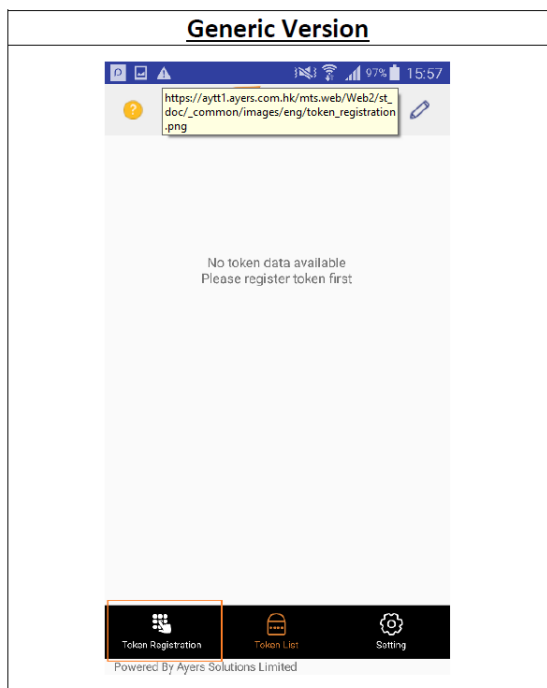 Generic Version
97% 15:57
https://aytt1.ayers.com.hk/mts.web/Web2/st_
doc/_common/images/eng/token_registration
.png
No token data available
Please register token first
Token Registration
Token List
Setting
Powered By Ayers Solutions Limited